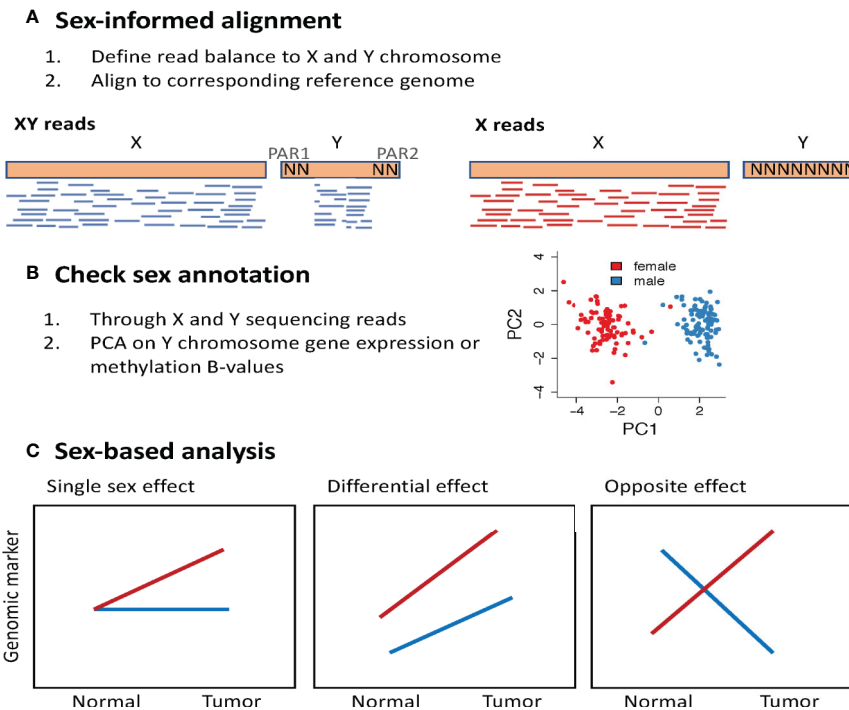 A Sex-informed alignment
1. Define read balance to X and Y chromosome
2. Align to corresponding reference genome
XY reads
X
PAR1
Y
PAR2
NN
NN
X reads
X
Y
NNNNNNNN
B Check sex annotation
1. Through X and Y sequencing reads
2. PCA on Y chromosome gene expression or
methylation B-values
female
male
PC2
4
2
0
−2
−4
−4
−2
0
2
PC1
C Sex-based analysis
Single sex effect
Differential effect
Opposite effect
Genomic marker
Normal
Tumor
Normal
Tumor
Normal
Tumor